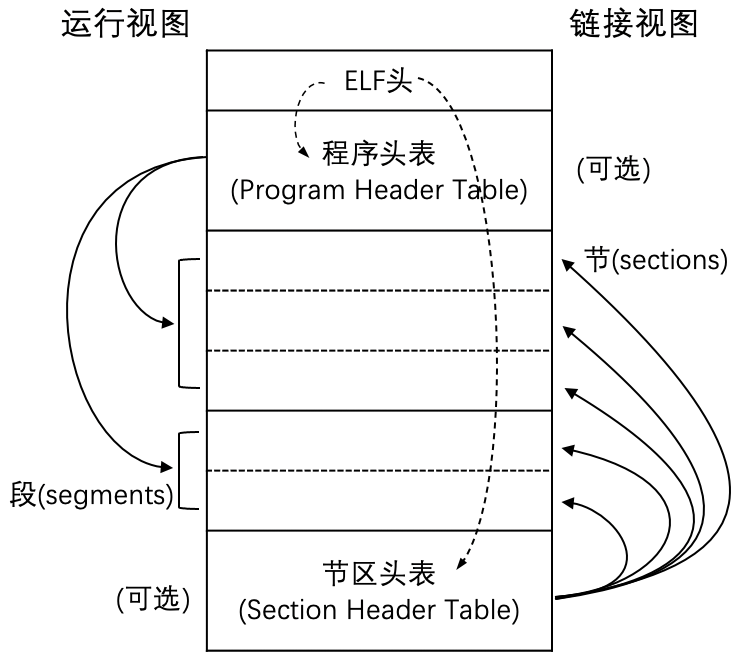 运行视图
链接视图
ELF头
程序头表
(Program Header Table)
(可选)
节(sections)
段(segments)
节区头表
(Section Header Table)
(可选)